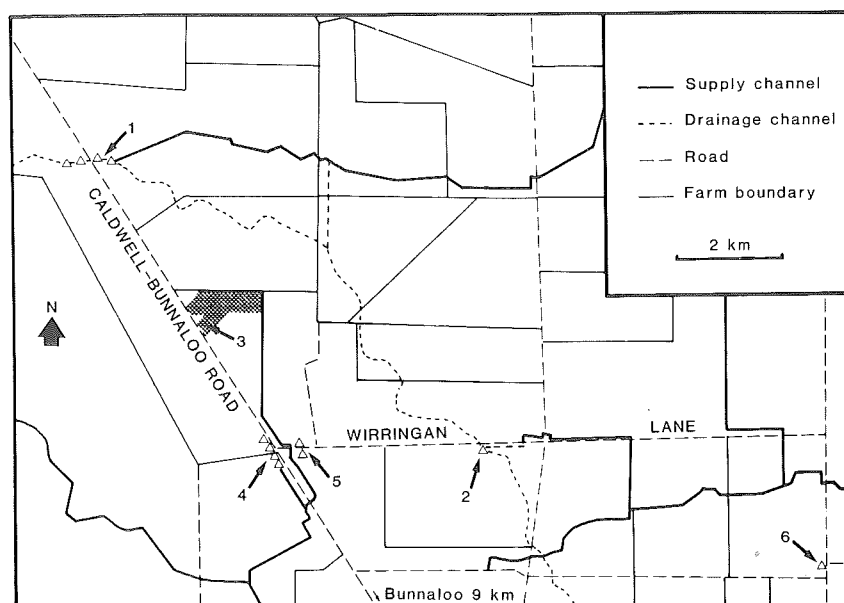 1
Supply channel
Drainage channel
Road
Farm boundary
2 km
N
CALDWELL-BUNNALOO ROAD
3
WIRRINGAN LANE
4
5
2
6
Bunnaloo 9 km